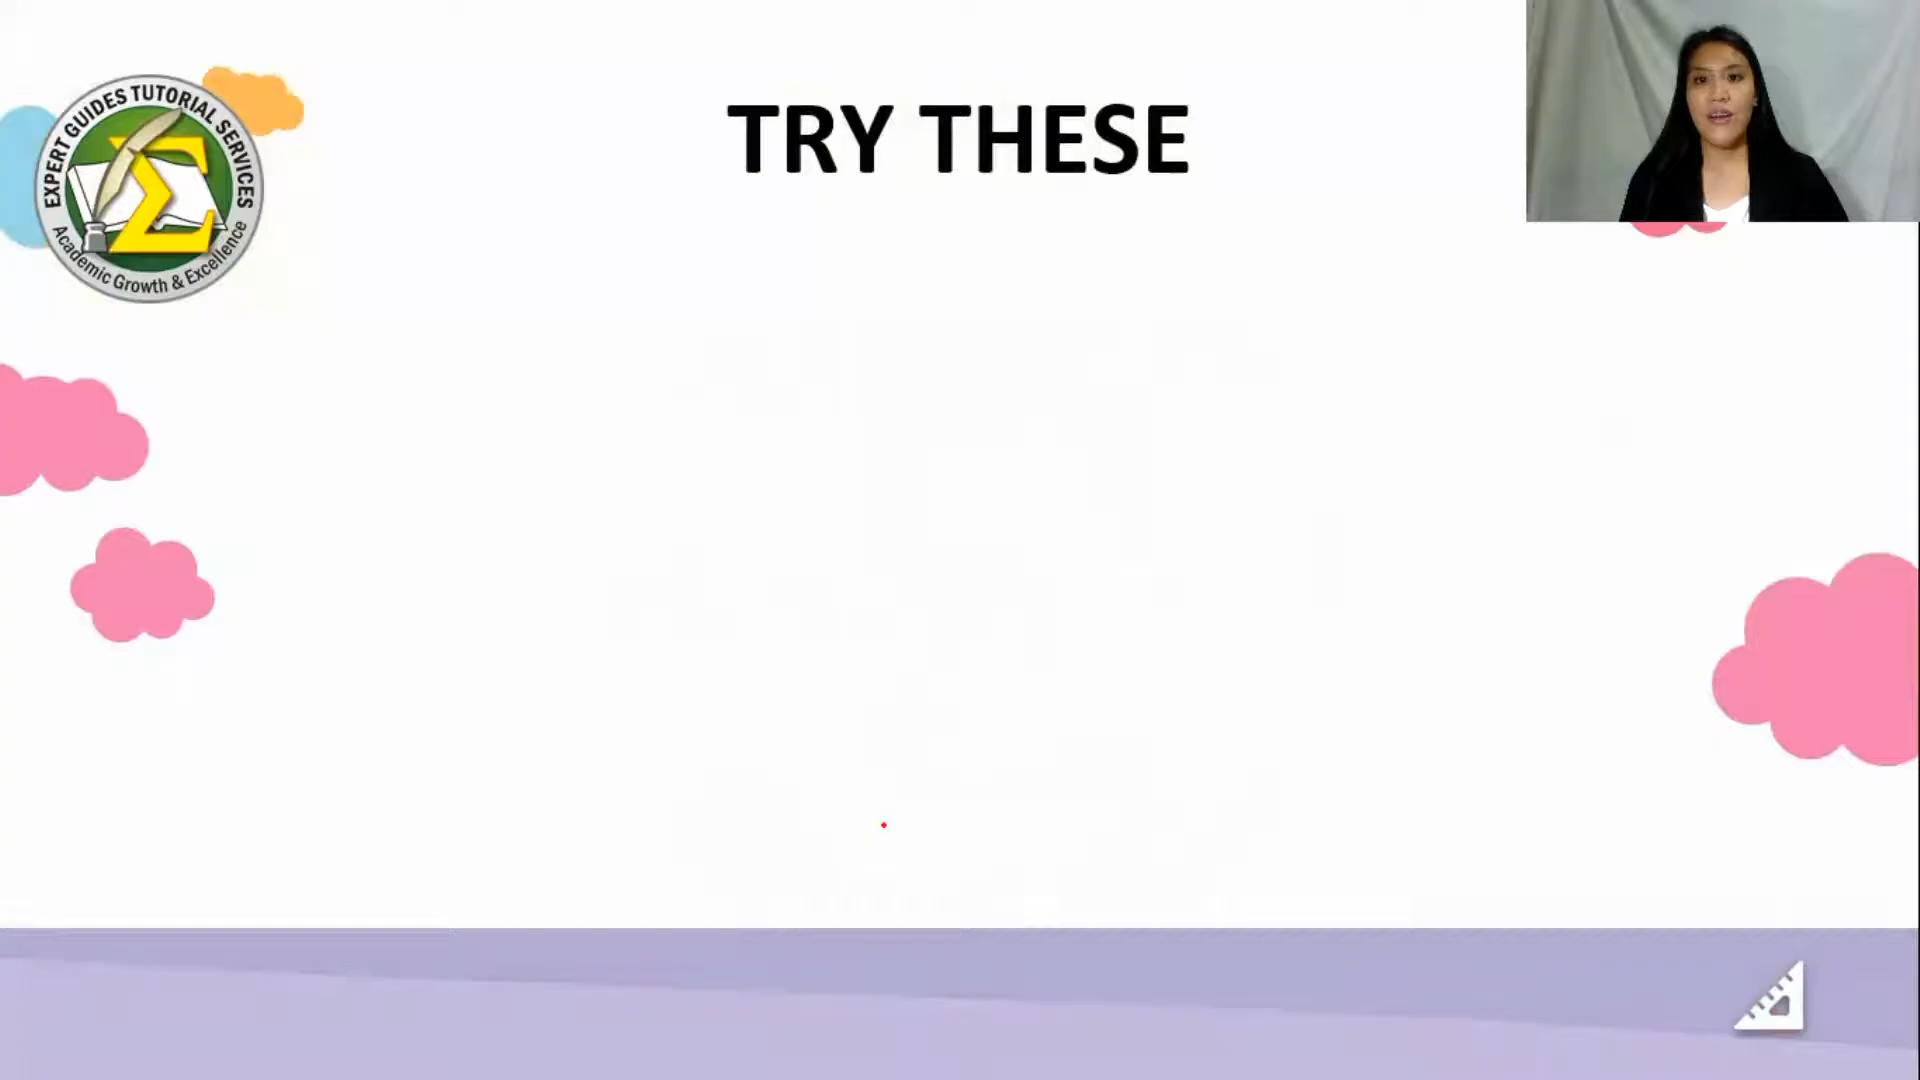 EXPERT GUIDES TUTORIAL SERVICES
Academic Growth & Excellence
Σ
TRY THESE